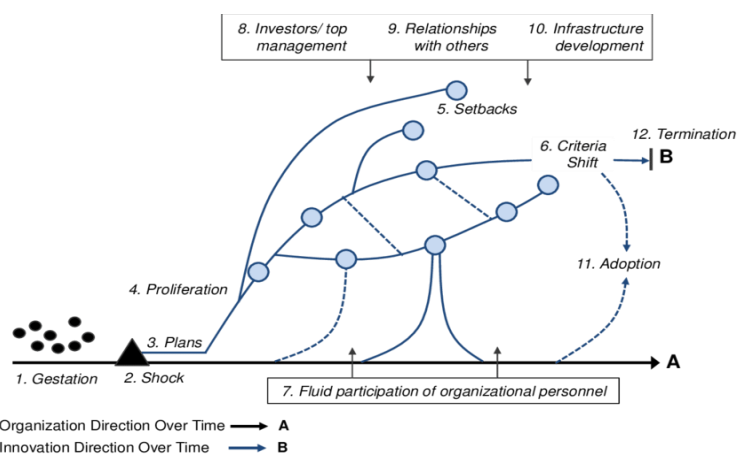 8. Investors/ top
management
9. Relationships
with others
10. Infrastructure
development
5. Setbacks
12. Termination
6. Criteria
Shift
B
11. Adoption
4. Proliferation
3. Plans
A
1. Gestation
2. Shock
7. Fluid participation of organizational personnel
Organization Direction Over Time A
Innovation Direction Over Time B